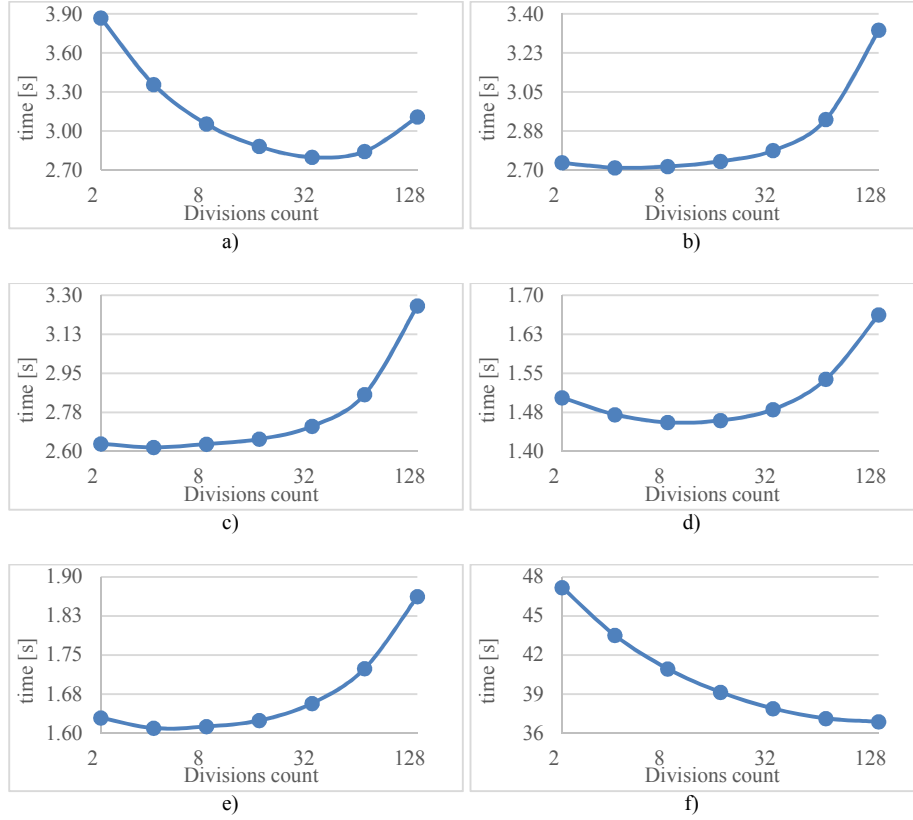 3.90
3.60
3.30
3.00
2.70
time [s]
2 8 32 128
Divisions count
a)
3.40
3.23
3.05
2.88
2.70
time [s]
2 8 32 128
Divisions count
b)
3.30
3.13
2.95
2.78
2.60
time [s]
2 8 32 128
Divisions count
c)
1.70
1.63
1.55
1.48
1.40
time [s]
2 8 32 128
Divisions count
d)
1.90
1.83
1.75
1.68
1.60
time [s]
2 8 32 128
Divisions count
e)
48
45
42
39
36
time [s]
2 8 32 128
Divisions count
f)